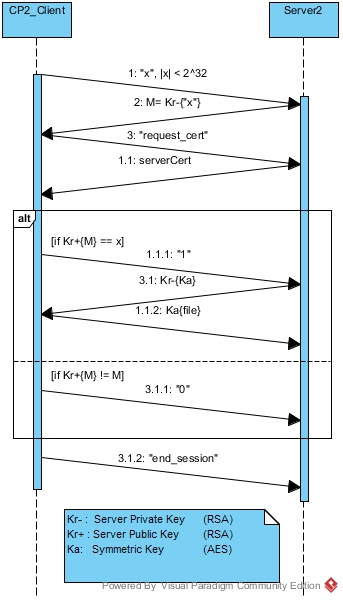 CP2_Client
Server2
1: "x", |x| < 2^32
2: M= Kr-{"x"}
3: "request_cert"
1.1: serverCert
alt
[if Kr+{M} == x]
1.1.1: "1"
3.1: Kr-{Ka}
1.1.2: Ka{file}
[if Kr+{M} != M]
3.1.1: "0"
3.1.2: "end_session"
Kr- : Server Private Key (RSA)
Kr+ : Server Public Key (RSA)
Ka: Symmetric Key (AES)
Powered By Visual Paradigm Community Edition